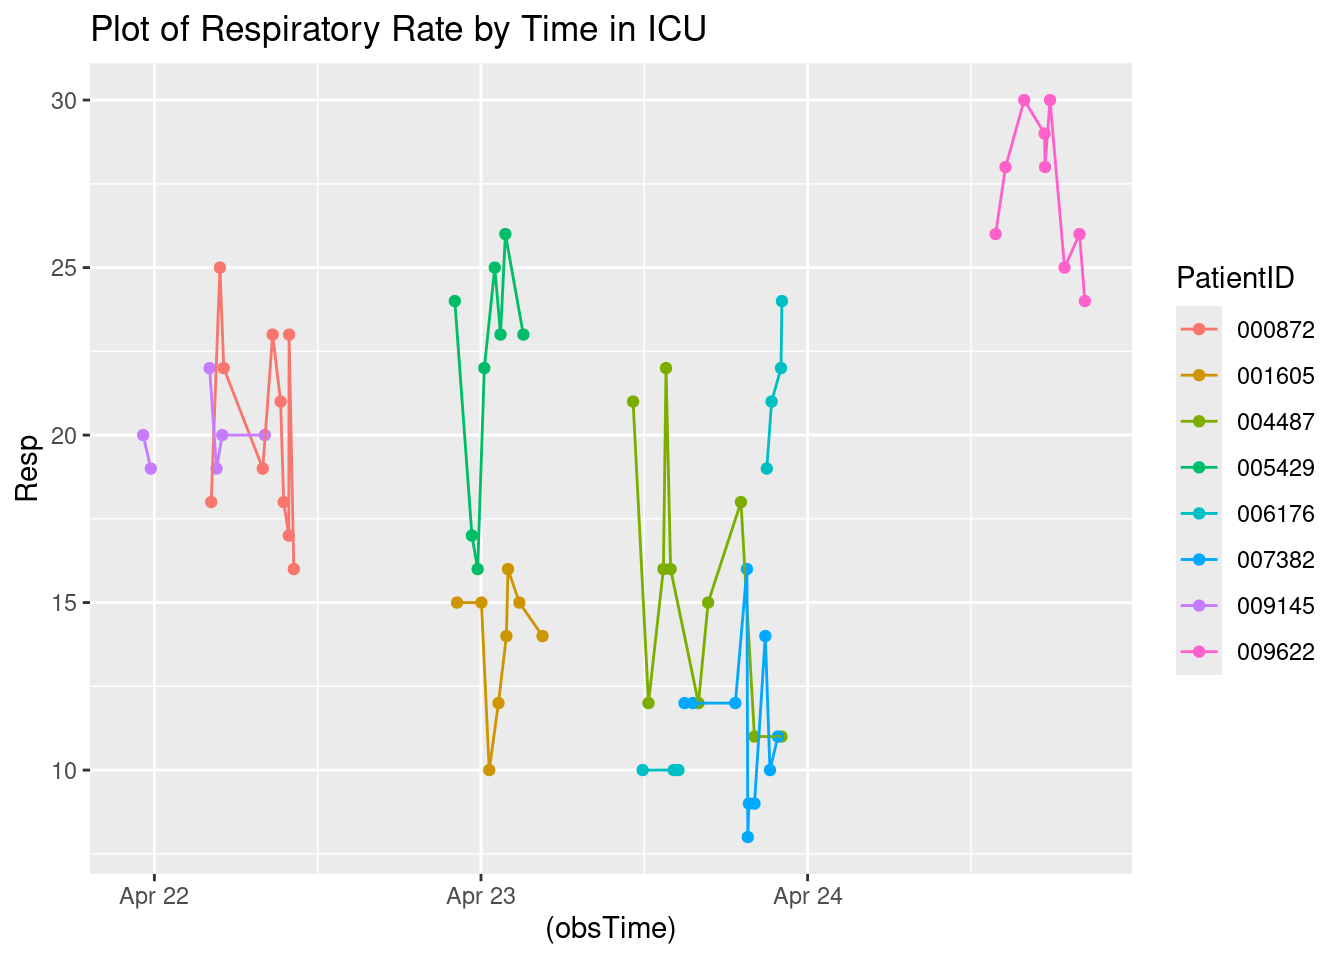 Plot of Respiratory Rate by Time in ICU
30
25
20
15
10
Resp
Apr 22
Apr 23
Apr 24
(obsTime)
PatientID
000872
001605
004487
005429
006176
007382
009145
009622